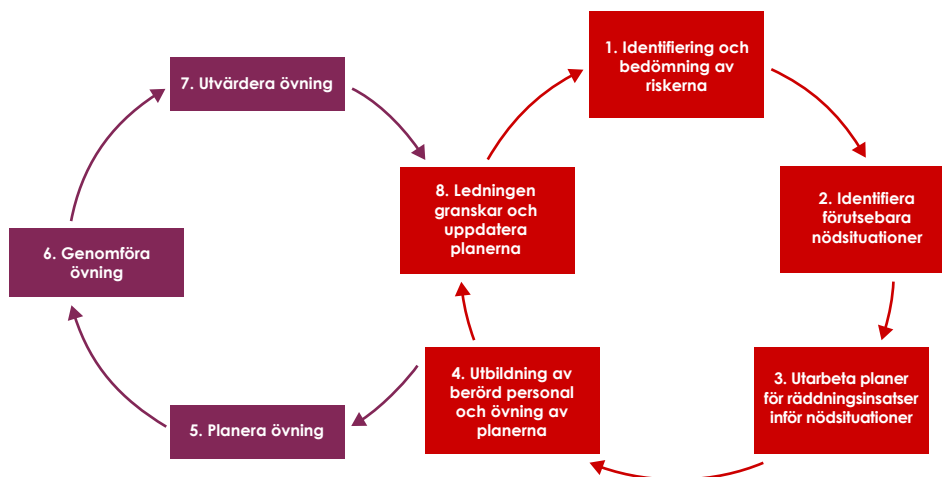 1. Identifiering och
bedömning av
riskerna
2. Identifiera
förutsebara
nödsituationer
3. Utarbeta planer
för räddningsinsatser
inför nödsituationer
4. Utbildning av
berörd personal
och övning av
planerna
5. Planera övning
6. Genomföra
övning
7. Utvärdera övning
8. Ledningen
granskar och
uppdatera
planerna